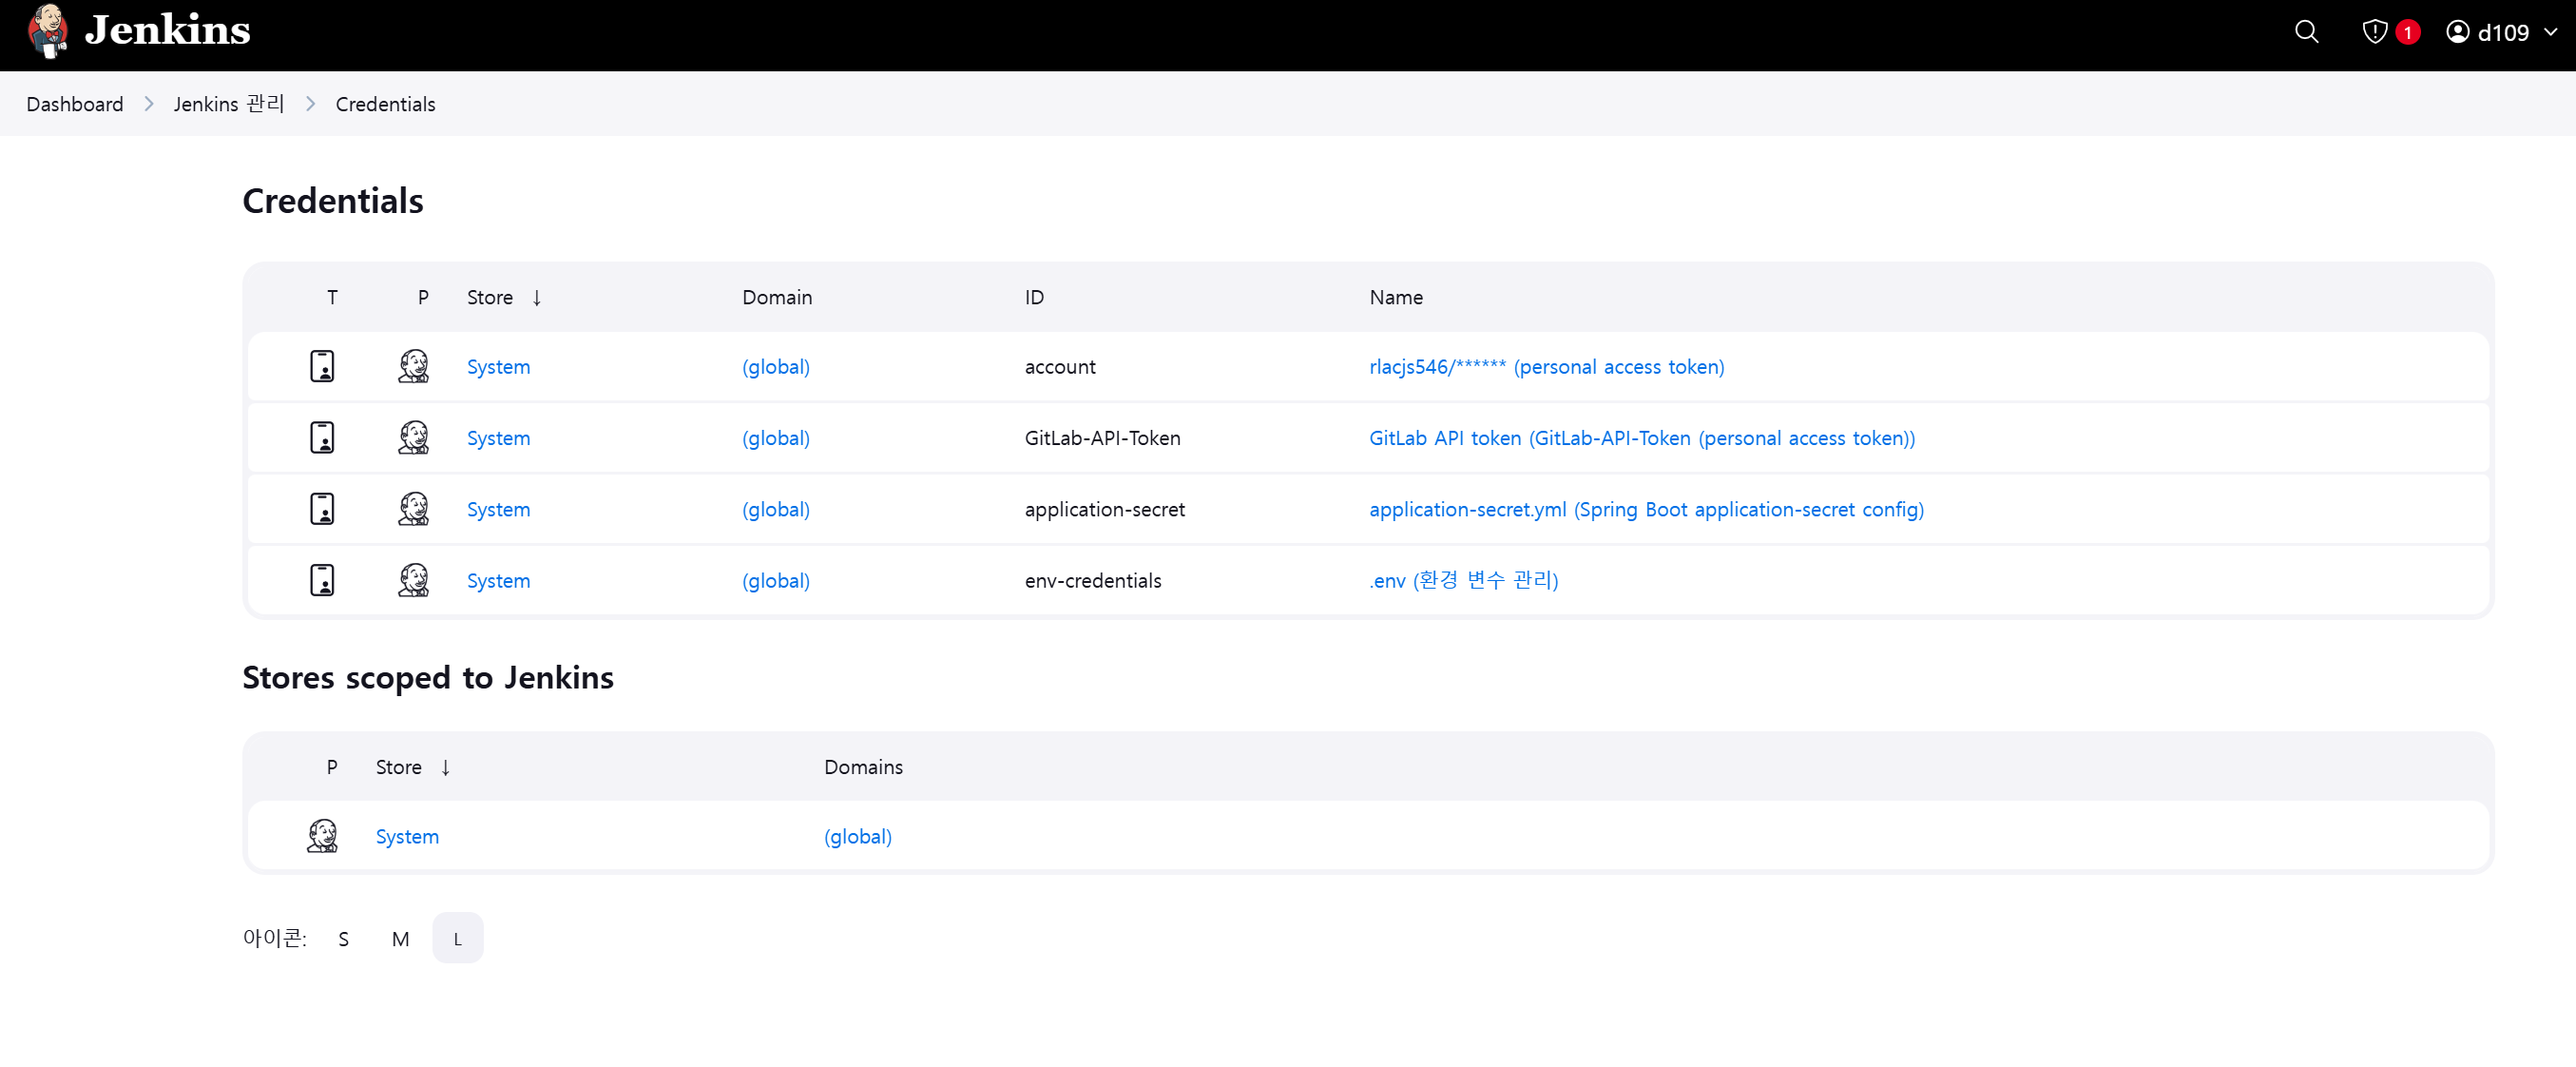 Jenkins
1
d109
Dashboard
Jenkins 관리
Credentials
Credentials
T P Store ↓ Domain ID Name
System (global) account rlacjs546/****** (personal access token)
System (global) GitLab-API-Token GitLab API token (GitLab-API-Token (personal access token))
System (global) application-secret application-secret.yml (Spring Boot application-secret config)
System (global) env-credentials .env (환경 변수 관리)
Stores scoped to Jenkins
P Store ↓ Domains
System (global)
아이콘: S M L